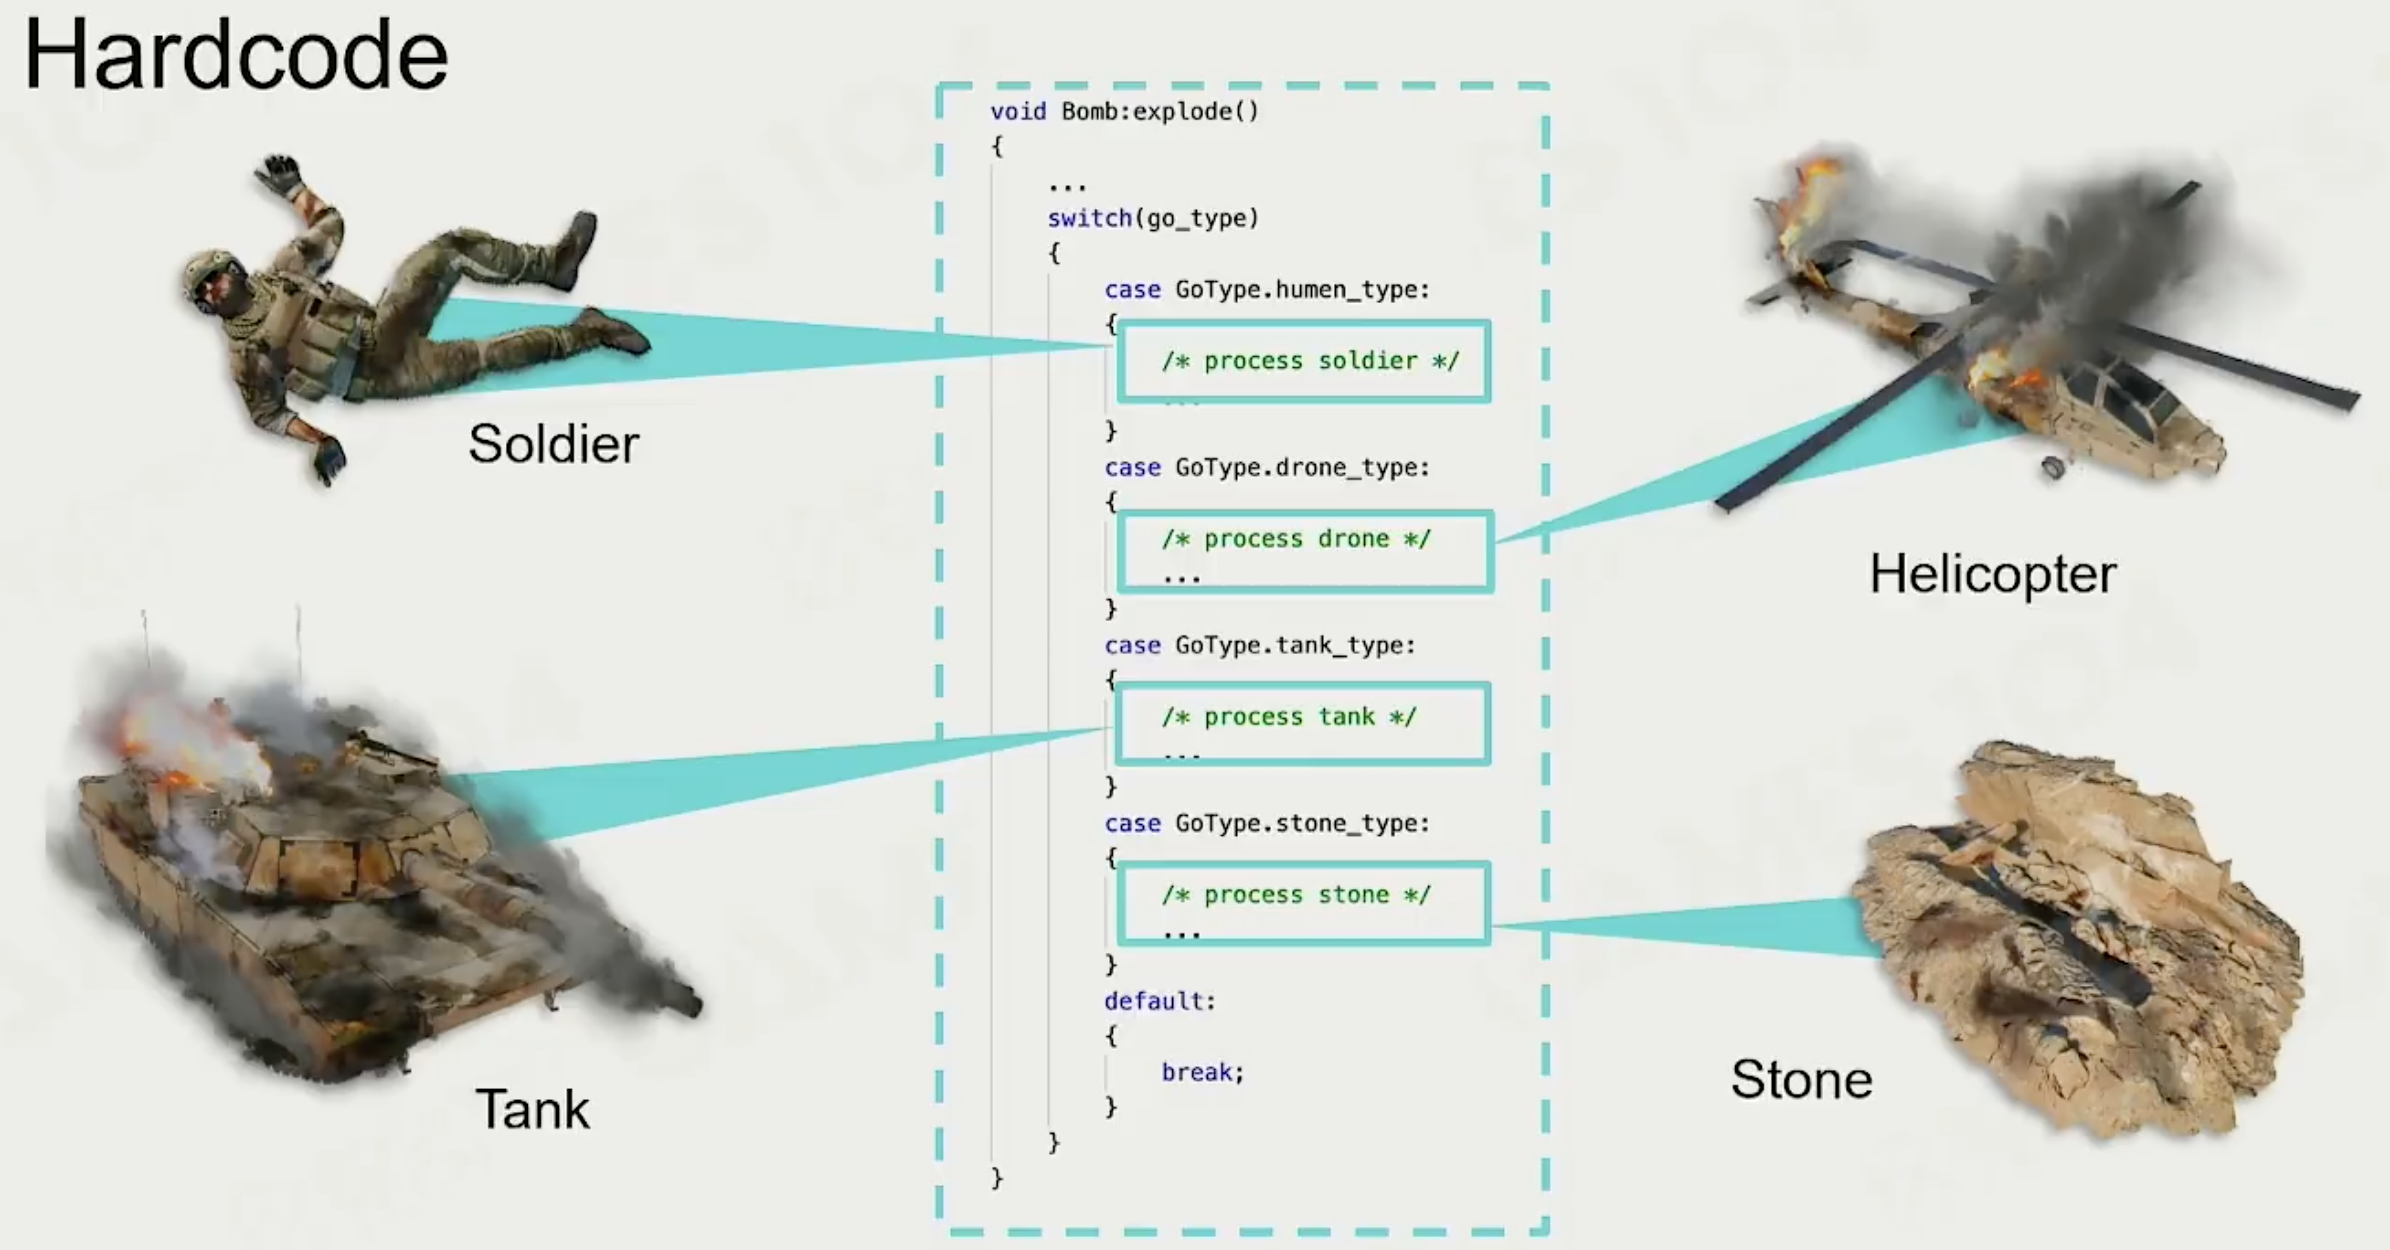 Hardcode
void Bomb:explode()
{
...
switch(go_type)
{
case GoType.humen_type:
{
/* process soldier */
...
}
case GoType.drone_type:
{
/* process drone */
...
}
case GoType.tank_type:
{
/* process tank */
...
}
case GoType.stone_type:
{
/* process stone */
...
}
default:
{
break;
}
}
}
Soldier
Helicopter
Tank
Stone